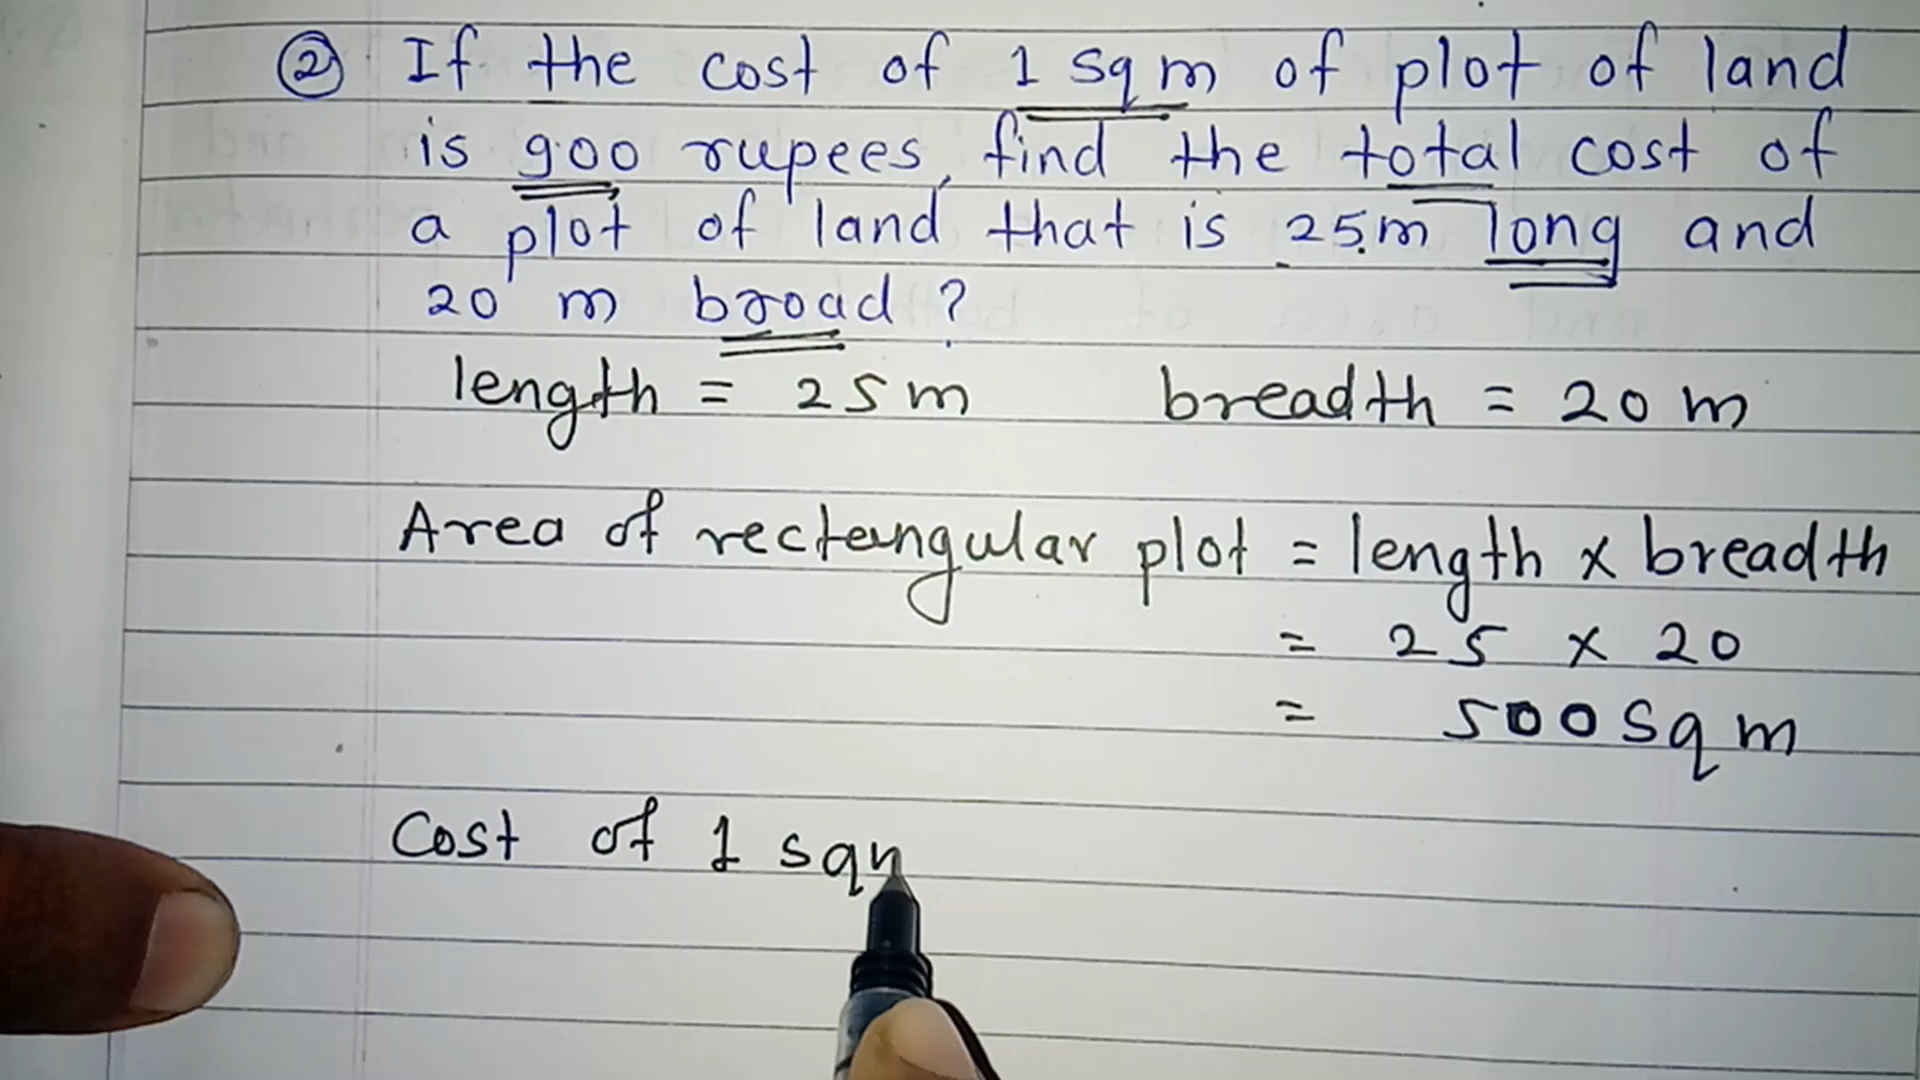 ② If the cost of 1 sq m of plot of land
is 900 rupees, find the total cost of
a plot of land that is 25m long and
20 m broad?
length = 25m breadth = 20 m
Area of rectangular plot = length x breadth
= 25 x 20
= 500 sq m
Cost of 1 sq